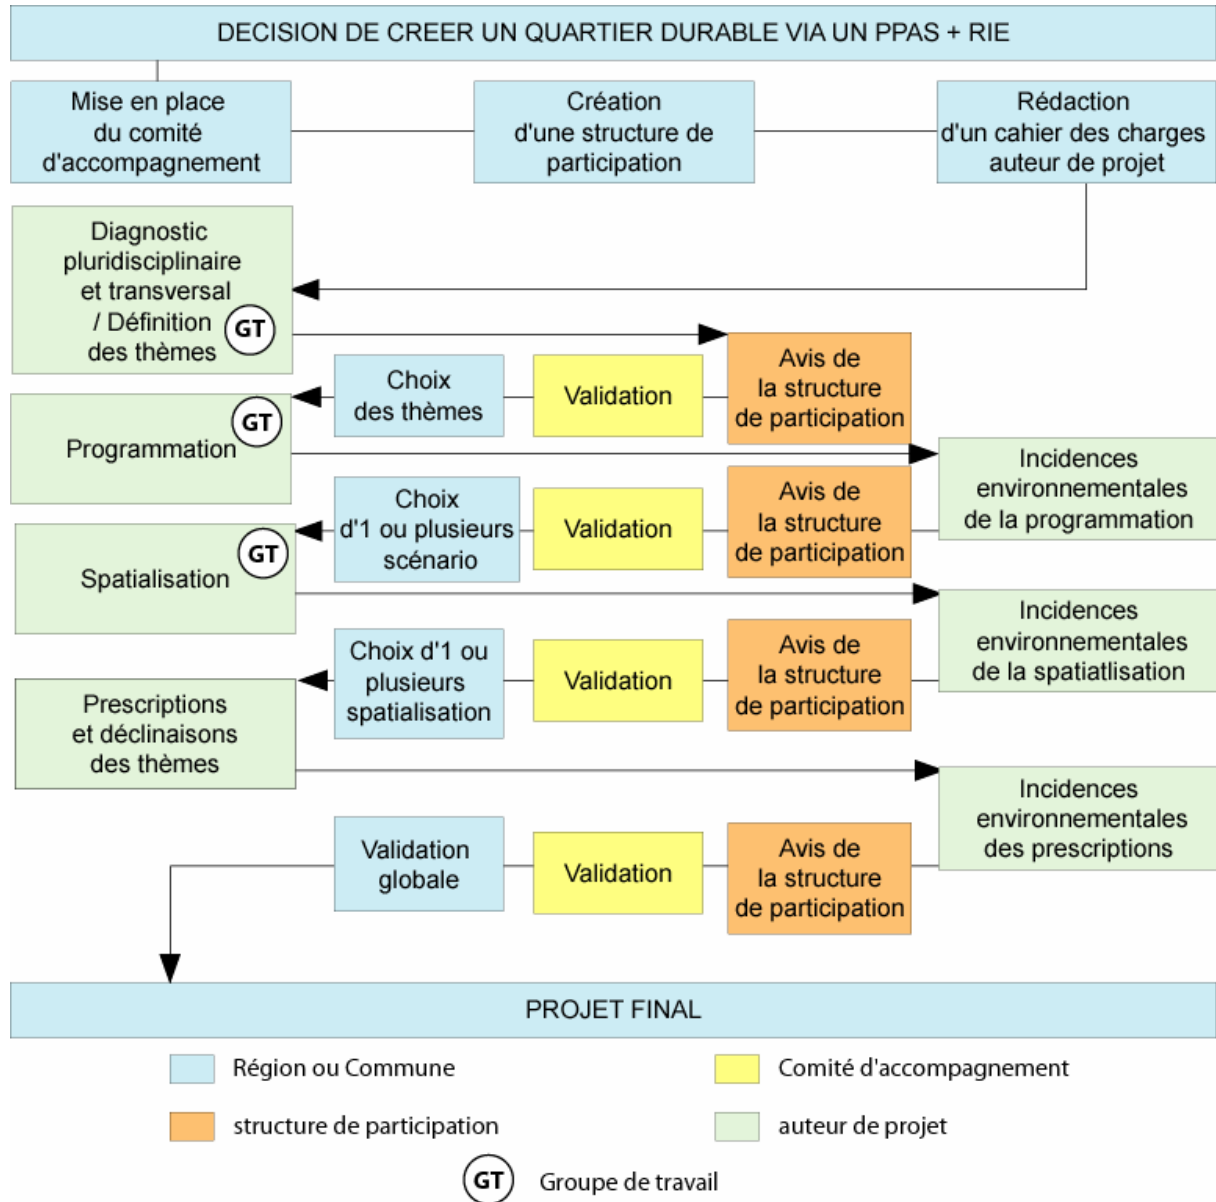 DECISION DE CREER UN QUARTIER DURABLE VIA UN PPAS + RIE
Mise en place
du comité
d'accompagnement
Création
d'une structure de
participation
Rédaction
d'un cahier des charges
auteur de projet
Diagnostic
pluridisciplinaire
et transversal
/ Définition
des thèmes
GT
Avis de
la structure
de participation
Validation
Choix
des thèmes
Programmation
GT
Incidences
environnementales
de la programmation
Avis de
la structure
de participation
Validation
Choix
d'1 ou plusieurs
scénario
Spatialisation
GT
Incidences
environnementales
de la spatiatlisation
Avis de
la structure
de participation
Validation
Choix d'1 ou
plusieurs
spatialisation
Prescriptions
et déclinaisons
des thèmes
Incidences
environnementales
des prescriptions
Avis de
la structure
de participation
Validation
Validation
globale
PROJET FINAL
Région ou Commune
Comité d'accompagnement
structure de participation
auteur de projet
GT Groupe de travail